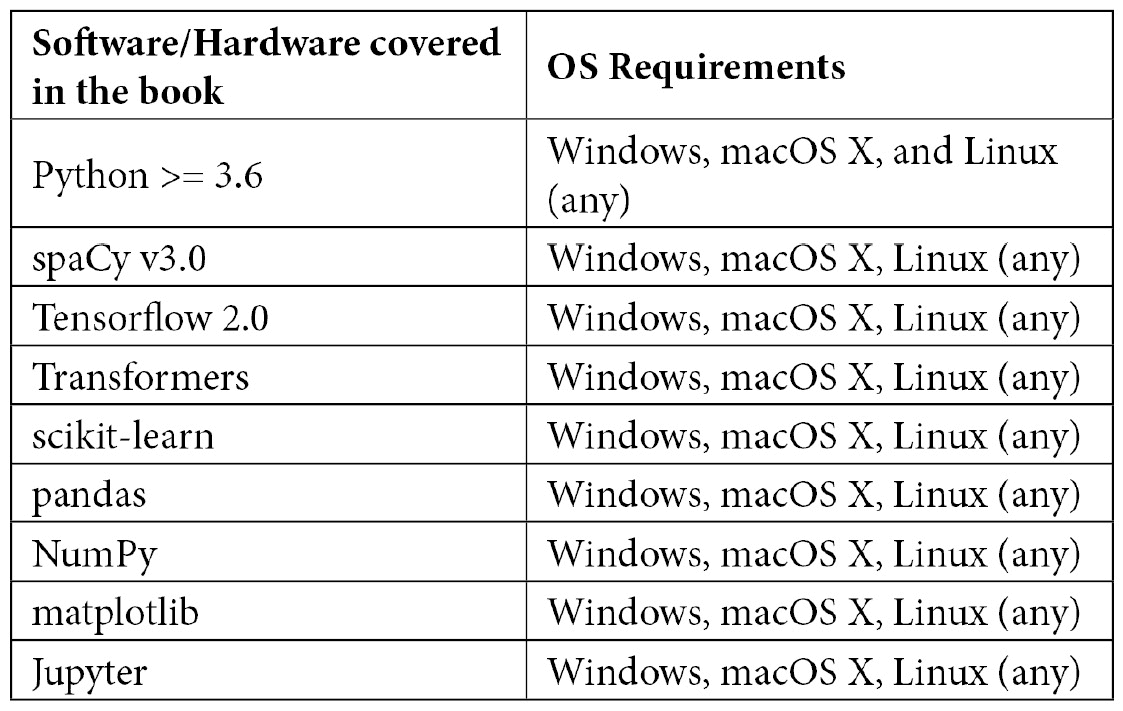 Software/Hardware covered
in the book
OS Requirements
Python >= 3.6
Windows, macOS X, and Linux
(any)
spaCy v3.0
Windows, macOS X, Linux (any)
Tensorflow 2.0
Windows, macOS X, Linux (any)
Transformers
Windows, macOS X, Linux (any)
scikit-learn
Windows, macOS X, Linux (any)
pandas
Windows, macOS X, Linux (any)
NumPy
Windows, macOS X, Linux (any)
matplotlib
Windows, macOS X, Linux (any)
Jupyter
Windows, macOS X, Linux (any)